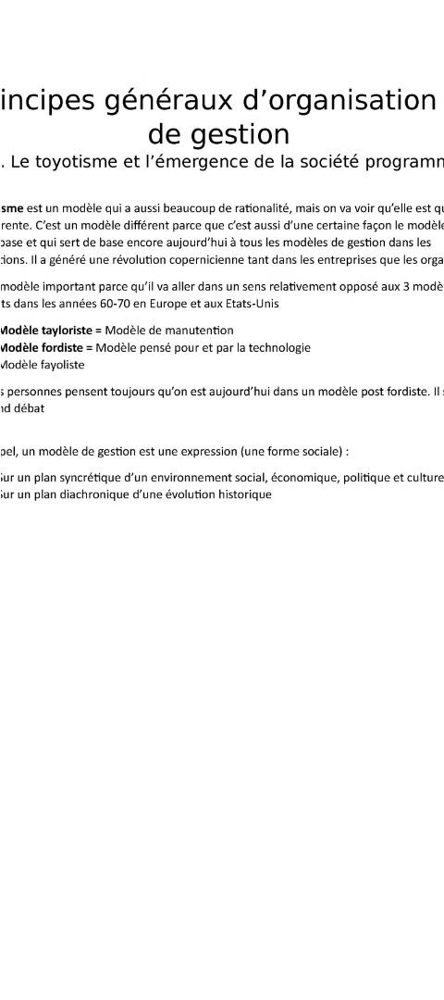 incipes généraux d’organisation
de gestion
. Le toyotisme et l’émergence de la société programm
sme est un modèle qui a aussi beaucoup de rationalité, mais on va voir qu’elle est qu
rente. C’est un modèle différent parce que c’est aussi d’une certaine façon le modèle
base et qui sert de base encore aujourd’hui à tous les modèles de gestion dans les
tions. Il a généré une révolution copernicienne tant dans les entreprises que les orga
modèle important parce qu’il va aller dans un sens relativement opposé aux 3 modè
ts dans les années 60-70 en Europe et aux Etats-Unis
Modèle tayloriste = Modèle de manutention
Modèle fordiste = Modèle pensé pour et par la technologie
Modèle fayoliste
s personnes pensent toujours qu’on est aujourd’hui dans un modèle post fordiste. Il s
nd débat
pel, un modèle de gestion est une expression (une forme sociale) :
Sur un plan syncrétique d’un environnement social, économique, politique et culture
Sur un plan diachronique d’une évolution historique